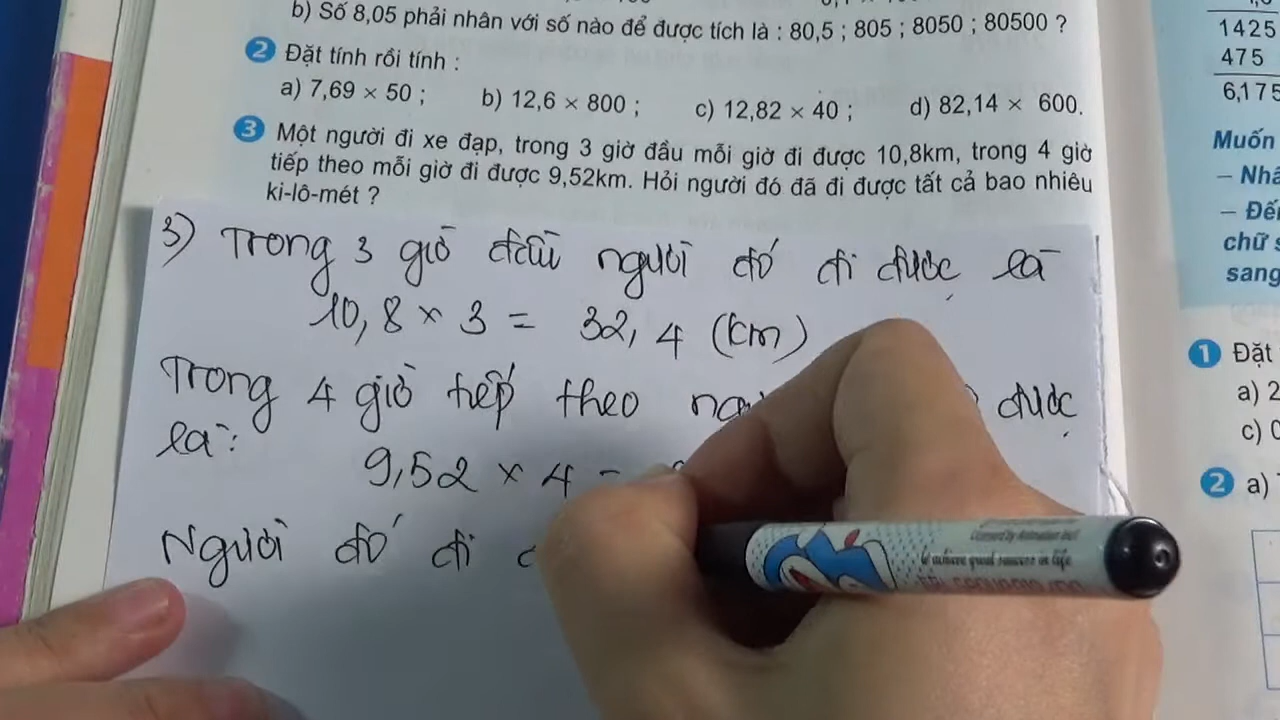 b) Số 8,05 phải nhân với số nào để được tích là : 80,5 ; 805 ; 8050 ; 80500 ?
2 Đặt tính rồi tính :
a) 7,69 × 50 ; b) 12,6 × 800 ; c) 12,82 × 40 ; d) 82,14 × 600.
3 Một người đi xe đạp, trong 3 giờ đầu mỗi giờ đi được 10,8km, trong 4 giờ
tiếp theo mỗi giờ đi được 9,52km. Hỏi người đó đã đi được tất cả bao nhiêu
ki-lô-mét ?
3) Trong 3 giờ đầu người đó đi được là
10,8 × 3 = 32,4 (km)
Trong 4 giờ tiếp theo được
là:
9,52 × 4
Người đó đi
1425
475
6,175
Muốn
chữ
sang
1 Đặt
a) 2
c) 0
2 a)